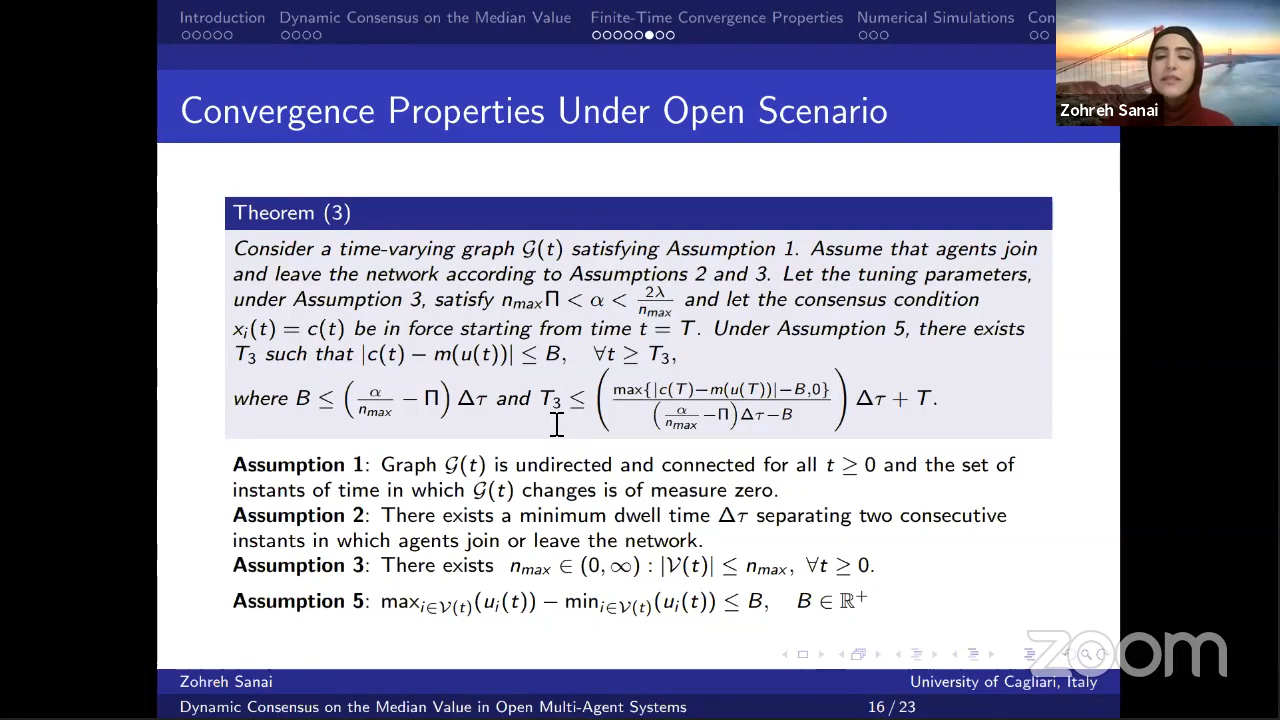 Introduction Dynamic Consensus on the Median Value Finite-Time Convergence Properties Numerical Simulations Con
Convergence Properties Under Open Scenario
Zohreh Sanai
Theorem (3)
Consider a time-varying graph 𝒢(t) satisfying Assumption 1. Assume that agents join
and leave the network according to Assumptions 2 and 3. Let the tuning parameters,
under Assumption 3, satisfy n_max Π < α < 2λ/n_max and let the consensus condition
x_i(t) = c(t) be in force starting from time t = T. Under Assumption 5, there exists
T_3 such that |c(t) − m(u(t))| ≤ B, ∀t ≥ T_3,
where B ≤ (α/n_max − Π) Δτ and T_3 ≤ (max{|c(T)−m(u(T))|−B,0} / ((α/n_max −Π)Δτ−B)) Δτ + T.
Assumption 1: Graph 𝒢(t) is undirected and connected for all t ≥ 0 and the set of
instants of time in which 𝒢(t) changes is of measure zero.
Assumption 2: There exists a minimum dwell time Δτ separating two consecutive
instants in which agents join or leave the network.
Assumption 3: There exists n_max ∈ (0, ∞) : |𝒱(t)| ≤ n_max, ∀t ≥ 0.
Assumption 5: max_{i∈𝒱(t)}(u_i(t)) − min_{i∈𝒱(t)}(u_i(t)) ≤ B, B ∈ ℝ⁺
zoom
Zohreh Sanai University of Cagliari, Italy
Dynamic Consensus on the Median Value in Open Multi-Agent Systems 16 / 23